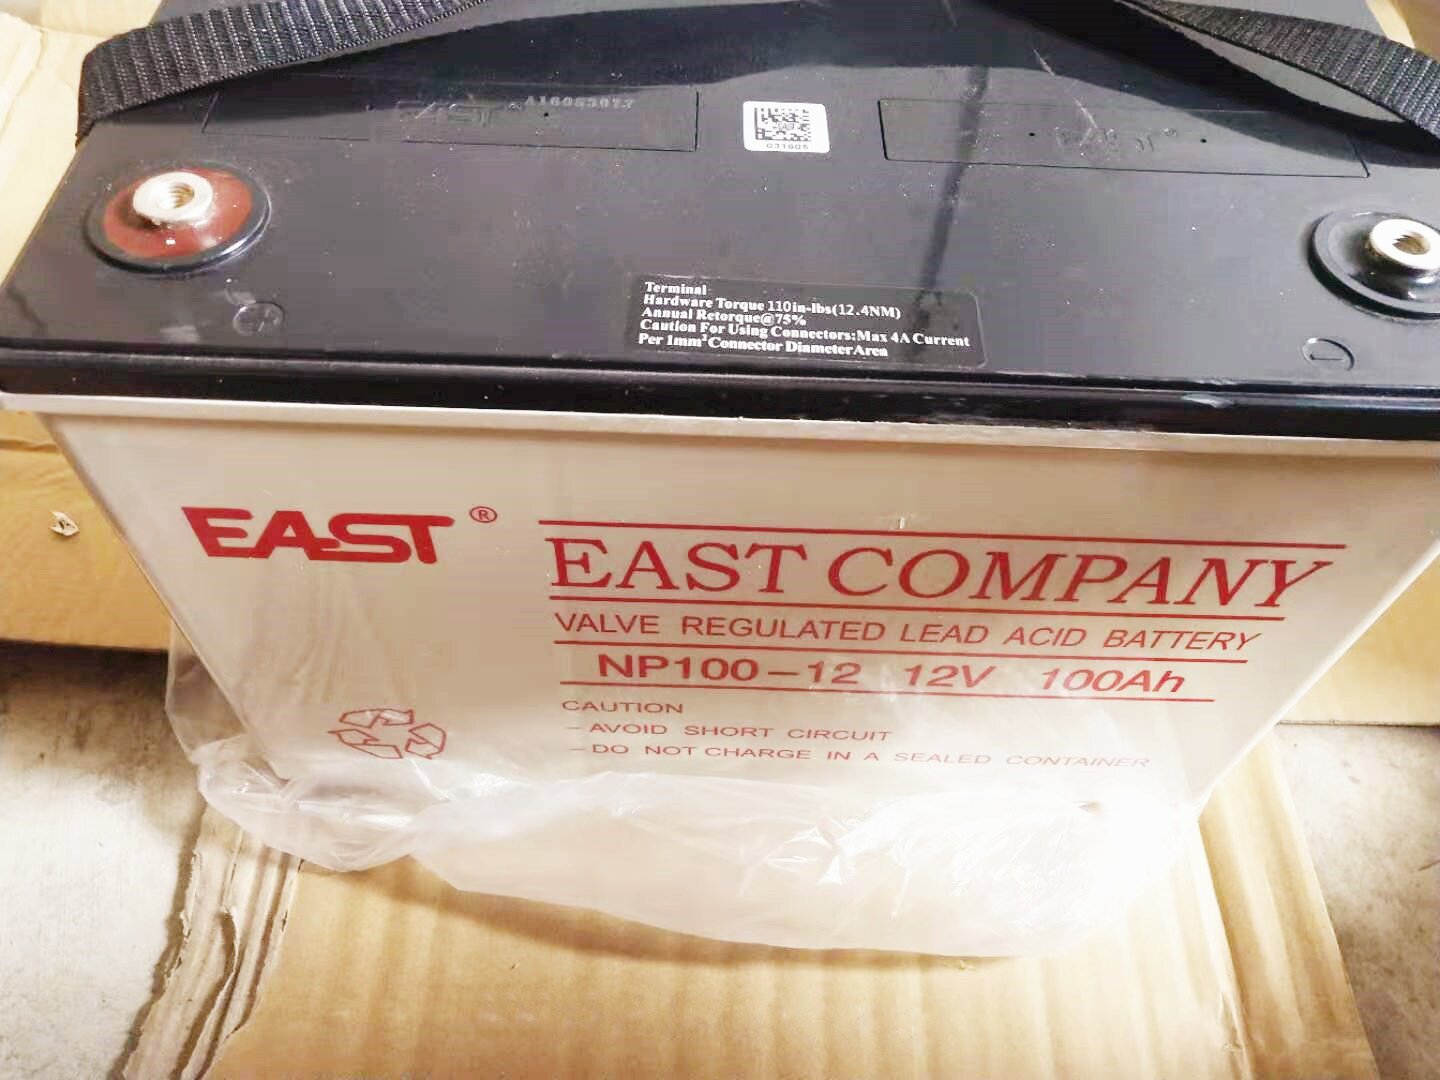 A16083077
031605
Terminal
Hardware Torque 110in-lbs(12.4NM)
Annual Retorque@75%
Caution For Using Connectors:Max 4A Current
Per 1mm² Connector Diameter Area
EAST®
EAST COMPANY
VALVE REGULATED LEAD ACID BATTERY
NP100-12 12V 100Ah
CAUTION
- AVOID SHORT CIRCUIT
- DO NOT CHARGE IN A SEALED CONTAINER